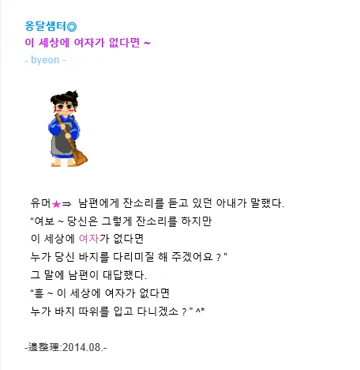 옹달샘터◎
이 세상에 여자가 없다면 ~
- byeon -
유머★⇒ 남편에게 잔소리를 듣고 있던 아내가 말했다.
“여보 ~ 당신은 그렇게 잔소리를 하지만
이 세상에 여자가 없다면
누가 당신 바지를 다리미질 해 주겠어요 ? ”
그 말에 남편이 대답했다.
“흥 ~ 이 세상에 여자가 없다면
누가 바지 따위를 입고 다니겠소 ? ” ^*
-邊整理:2014.08.-